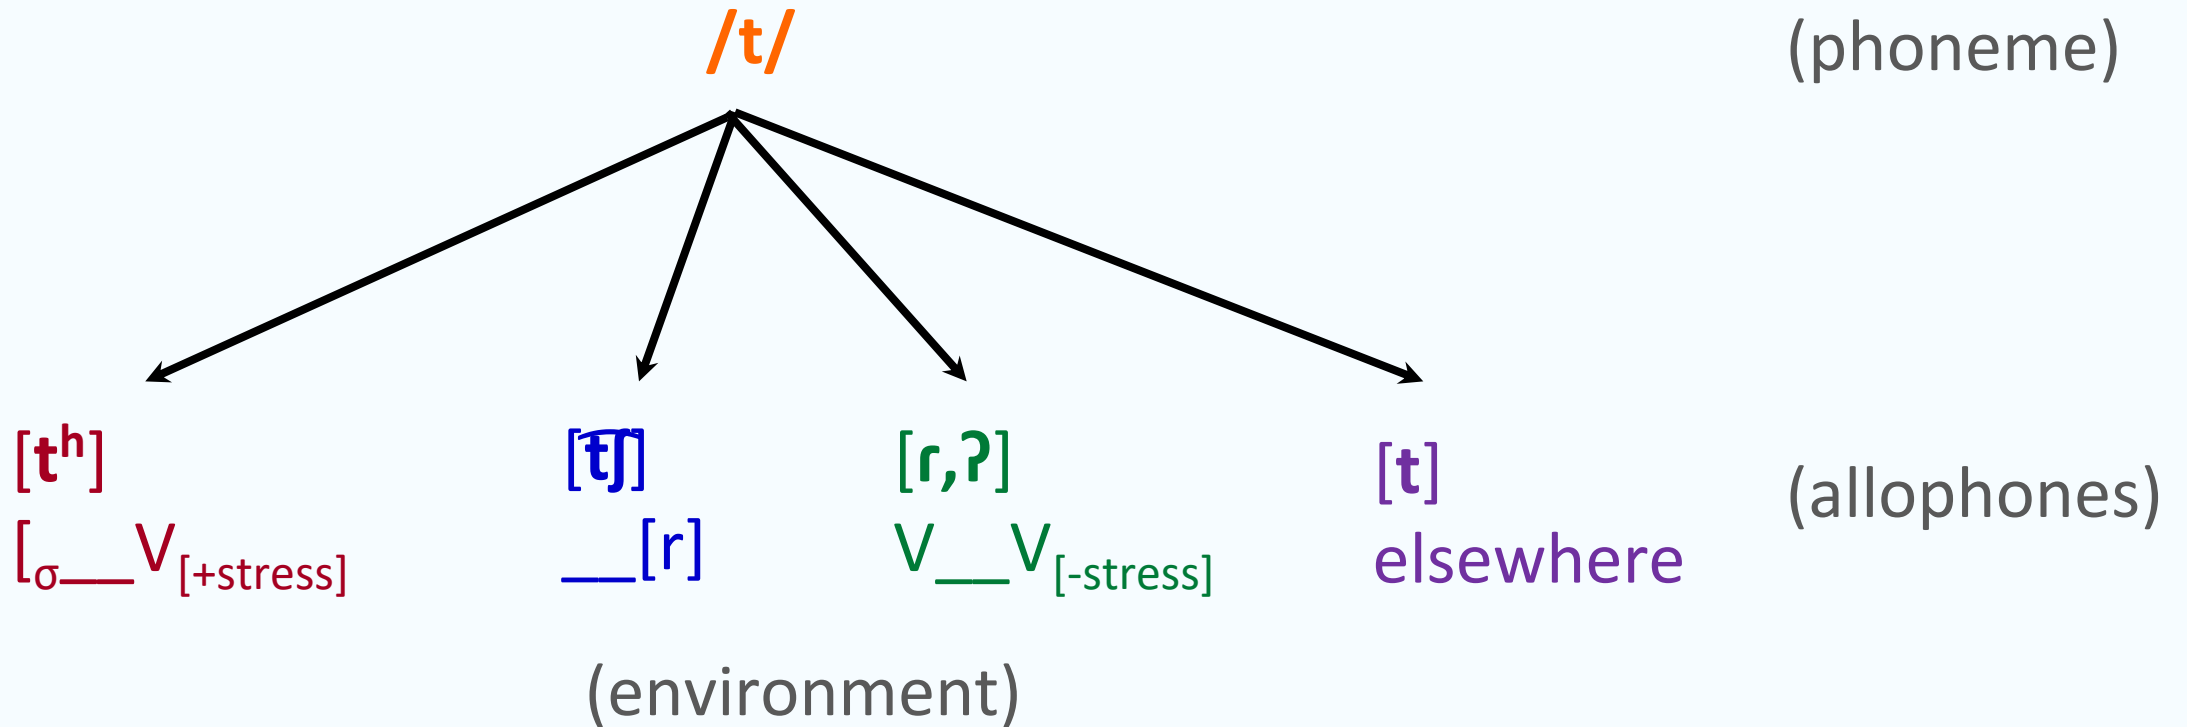 /t/ (phoneme)
[tʰ] [t͡ʃ] [ɾ,ʔ] [t] (allophones)
[σ__V[+stress] __[r] V__V[-stress] elsewhere
(environment)